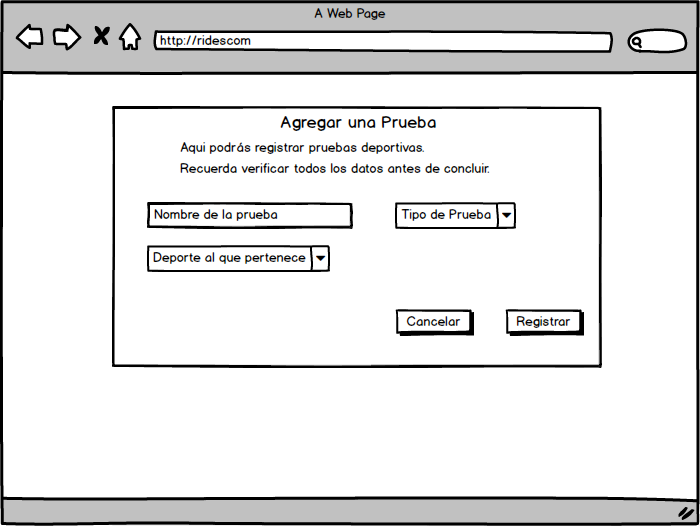 A Web Page
http://ridescom
Agregar una Prueba
Aqui podrás registrar pruebas deportivas.
Recuerda verificar todos los datos antes de concluir.
Nombre de la prueba
Tipo de Prueba
Deporte al que pertenece
Cancelar
Registrar